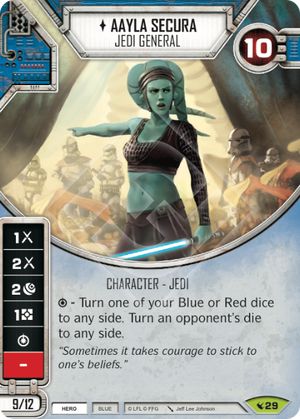 AAYLA SECURA
JEDI GENERAL
10
1
2
2
1
-
9/12
CHARACTER - JEDI
- Turn one of your Blue or Red dice
to any side. Turn an opponent's die
to any side.
“Sometimes it takes courage to stick to
one's beliefs.”
HERO
BLUE
© LFL © FFG
Jeff Lee Johnson
29